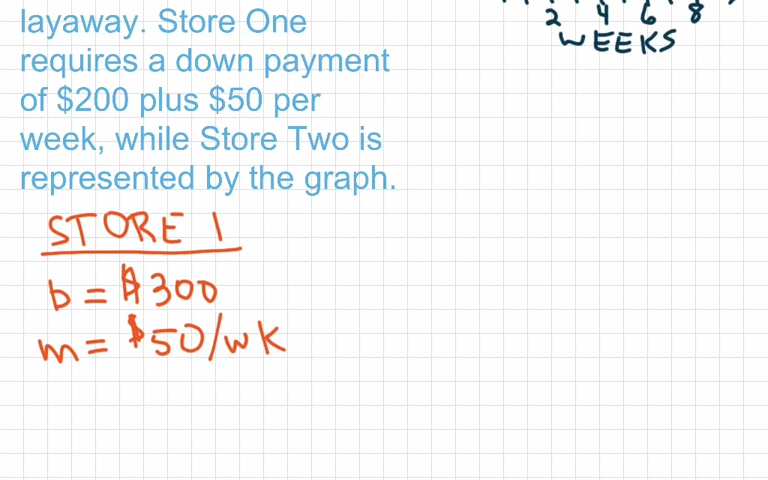 layaway. Store One
requires a down payment
of $200 plus $50 per
week, while Store Two is
represented by the graph.
2 4 6 8
WEEKS
STORE 1
b = $300
m = $50/wK